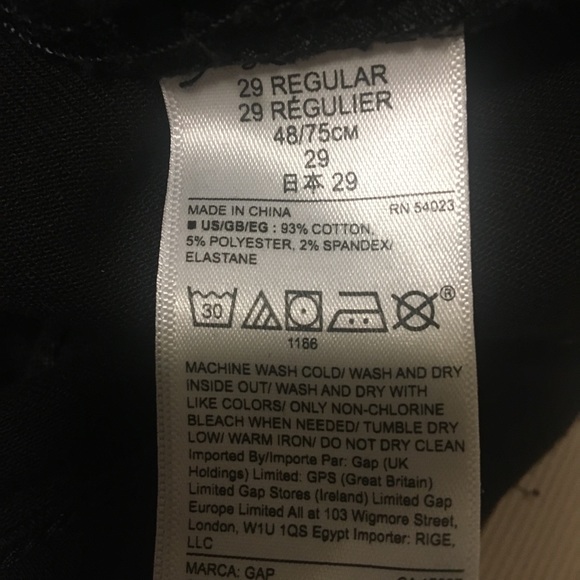 29 REGULAR
29 RÉGULIER
48/75CM
29
日本 29
MADE IN CHINA RN 54023
■ US/GB/EG : 93% COTTON,
5% POLYESTER, 2% SPANDEX/
ELASTANE
30 ®
1166
MACHINE WASH COLD/ WASH AND DRY
INSIDE OUT/ WASH AND DRY WITH
LIKE COLORS/ ONLY NON-CHLORINE
BLEACH WHEN NEEDED/ TUMBLE DRY
LOW/ WARM IRON/ DO NOT DRY CLEAN
Imported By/Importe Par: Gap (UK
Holdings) Limited: GPS (Great Britain)
Limited Gap Stores (Ireland) Limited Gap
Europe Limited All at 103 Wigmore Street,
London, W1U 1QS Egypt Importer: RIGE,
LLC
MARCA: GAP